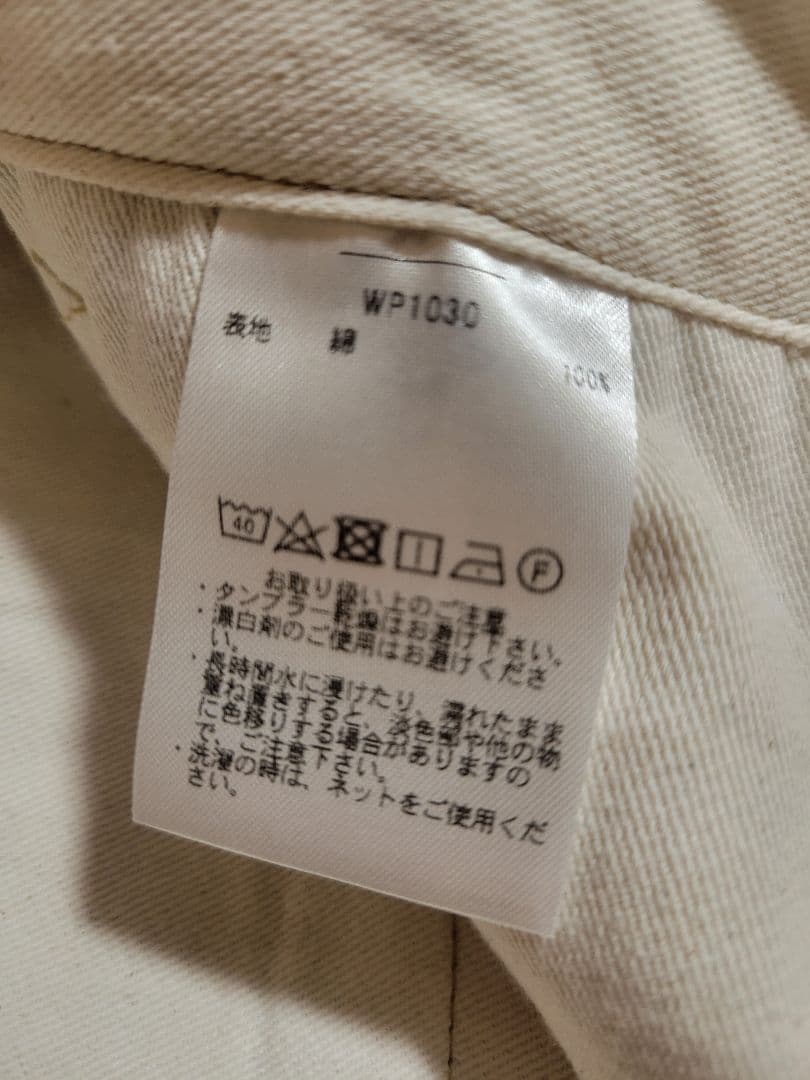 WP1030
表地 綿 100%
40 F
お取り扱い上のご注意
・タンブラー乾燥はお避け下さい。
・漂白剤のご使用はお避けくださ
い。
・長時間水に浸けたり、濡れたまま
重ね置きすると、淡色部や他の物
に色移りする場合がありますの
で、ご注意下さい。
・洗濯の時は、ネットをご使用くだ
さい。